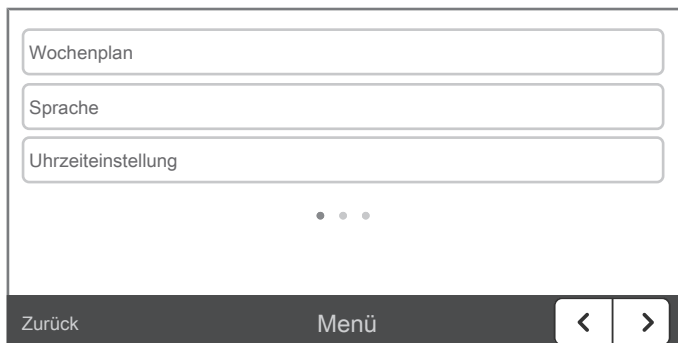 Wochenplan
Sprache
Uhrzeiteinstellung
Zurück Menü